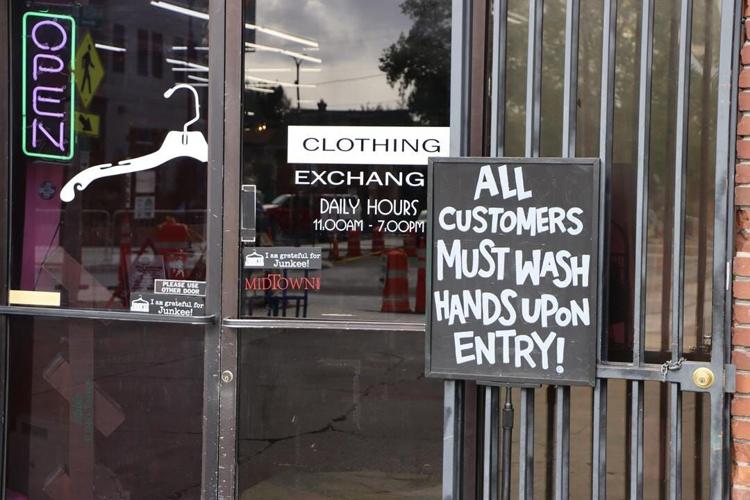 OPEN
CLOTHING
EXCHANG
DAILY HOURS
11.00AM - 7.00PM
I am grateful for
Junkee!
MIDTOWN
PLEASE USE
OTHER DOOR
I am grateful for
Junkee!
ALL
CUSTOMERS
MUST WASH
HANDS UPON
ENTRY!